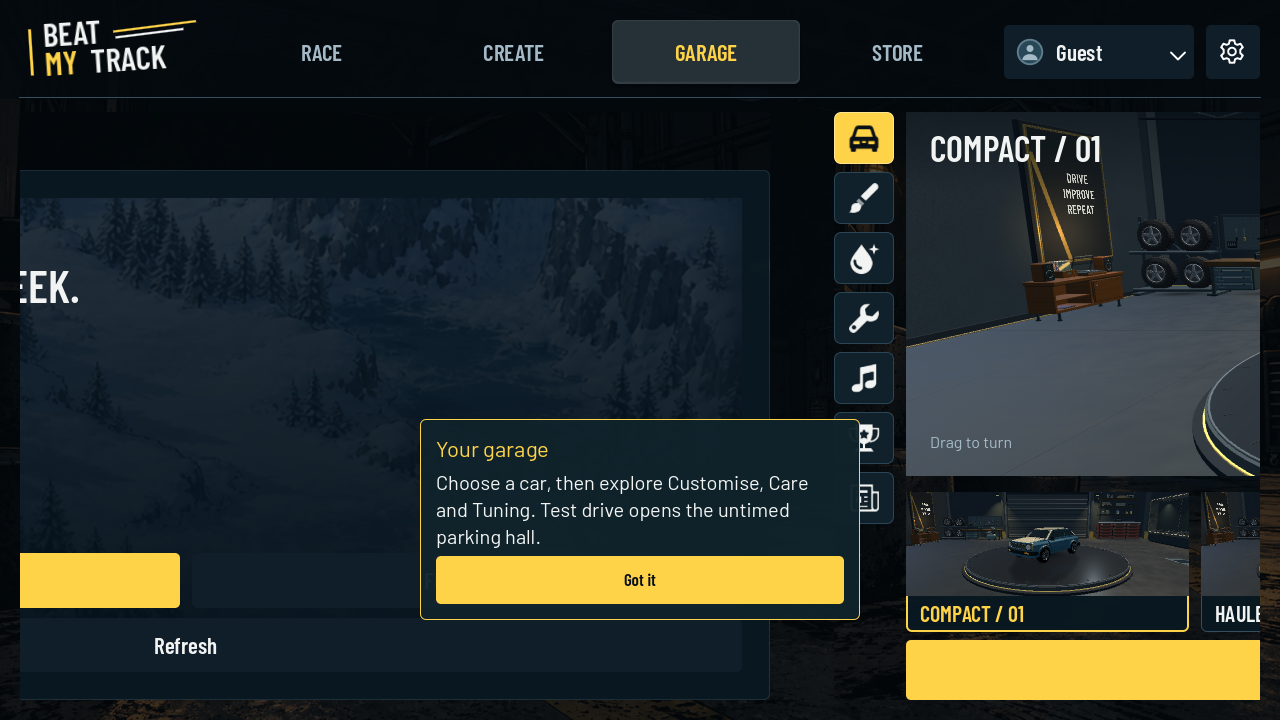 BEAT
MY TRACK
RACE
CREATE
GARAGE
STORE
Guest
COMPACT / 01
DRIVE
IMPROVE
REPEAT
Drag to turn
Your garage
Choose a car, then explore Customise, Care
and Tuning. Test drive opens the untimed
parking hall.
Got it
Refresh
COMPACT / 01